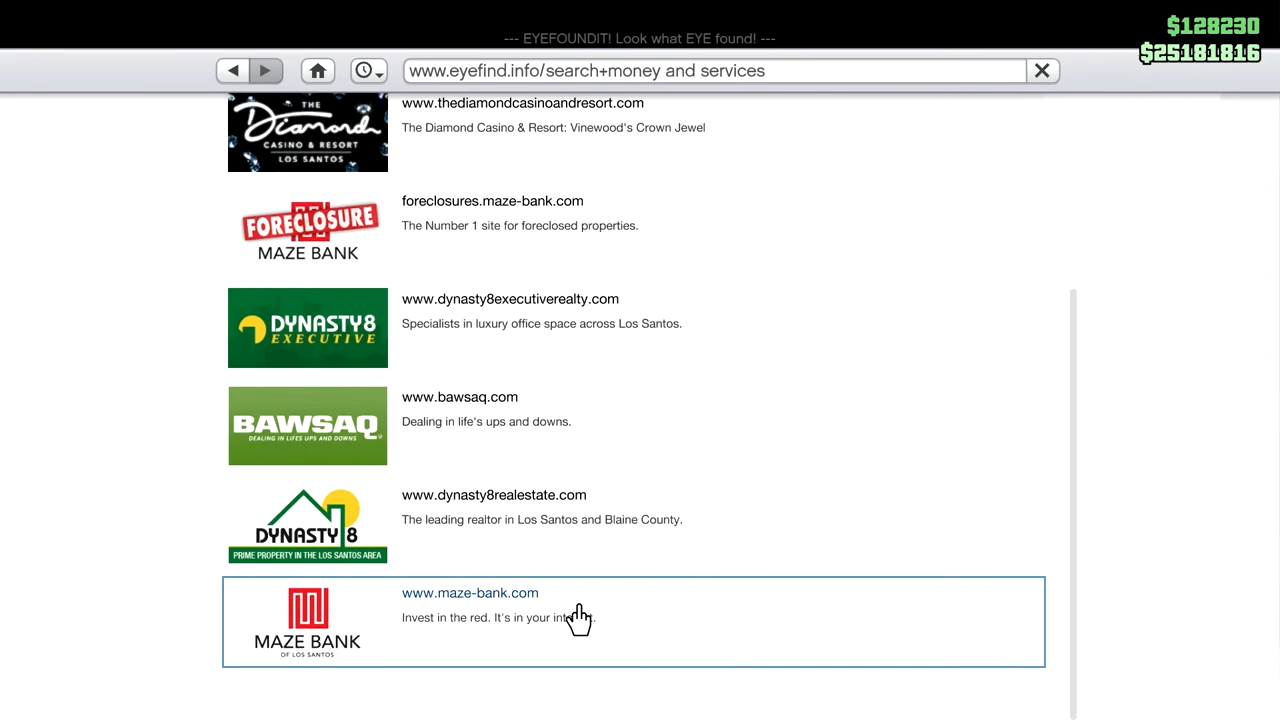 $128230
--- EYEFOUNDIT! Look what EYE found! ---
$25181816
www.eyefind.info/search+money and services
THE
Diamond
CASINO & RESORT
LOS SANTOS
www.thediamondcasinoandresort.com
The Diamond Casino & Resort: Vinewood's Crown Jewel
FORECLOSURE
MAZE BANK
foreclosures.maze-bank.com
The Number 1 site for foreclosed properties.
DYNASTY8
EXECUTIVE
www.dynasty8executiverealty.com
Specialists in luxury office space across Los Santos.
BAWSAQ
DEALING IN LIFES UPS AND DOWNS
www.bawsaq.com
Dealing in life's ups and downs.
DYNASTY 8
PRIME PROPERTY IN THE LOS SANTOS AREA
www.dynasty8realestate.com
The leading realtor in Los Santos and Blaine County.
MAZE BANK
OF LOS SANTOS
www.maze-bank.com
Invest in the red. It's in your